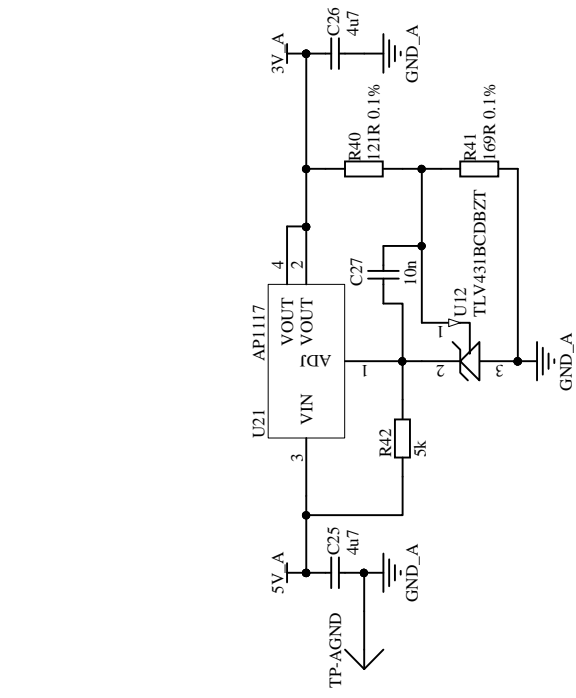 3V_A
C26
4u7
GND_A
R40
121R 0.1%
R41
169R 0.1%
4
2
C27
10n
U12
TLV431BCDBZT
AP1117
VOUT
VOUT
ADJ
VIN
U21
1
1
2
3
GND_A
3
R42
5k
5V_A
C25
4u7
GND_A
TP-AGND